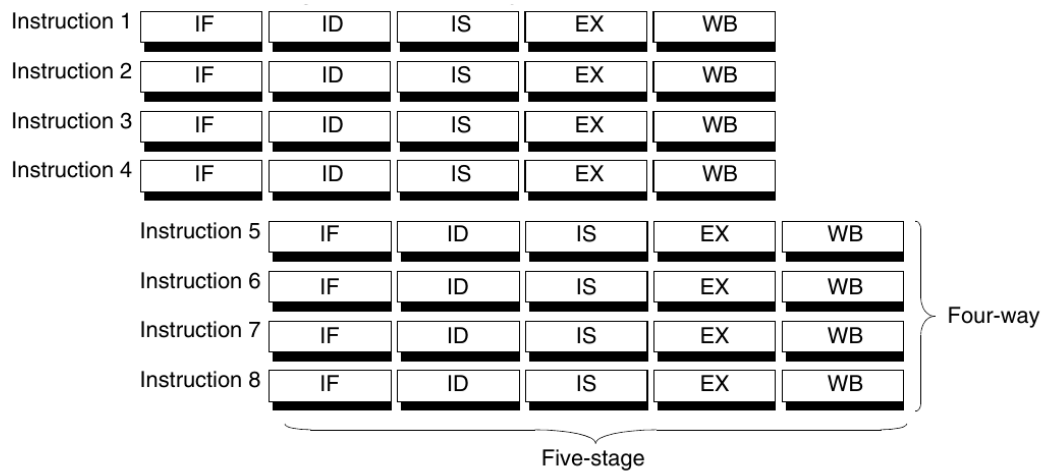 Instruction 1 IF ID IS EX WB
Instruction 2 IF ID IS EX WB
Instruction 3 IF ID IS EX WB
Instruction 4 IF ID IS EX WB
Instruction 5 IF ID IS EX WB
Instruction 6 IF ID IS EX WB
Four-way
Instruction 7 IF ID IS EX WB
Instruction 8 IF ID IS EX WB
Five-stage